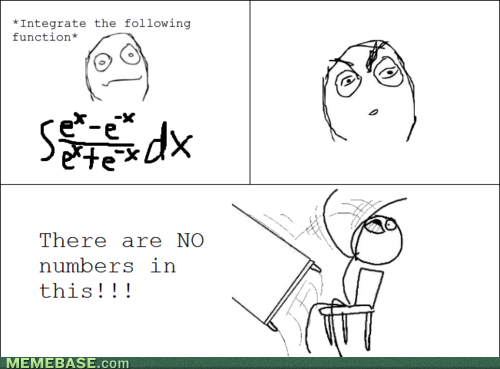 *Integrate the following
function*
∫ e^x - e^-x / e^x + e^-x dx
There are NO
numbers in
this!!!
MEMEBASE.com